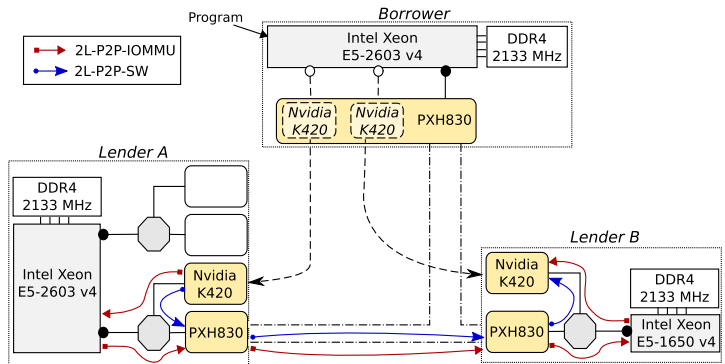 Borrower
Program
Intel Xeon
E5-2603 v4
DDR4
2133 MHz
2L-P2P-IOMMU
2L-P2P-SW
Nvidia
K420
Nvidia
K420
PXH830
Lender A
DDR4
2133 MHz
Intel Xeon
E5-2603 v4
Nvidia
K420
PXH830
Lender B
Nvidia
K420
PXH830
DDR4
2133 MHz
Intel Xeon
E5-1650 v4